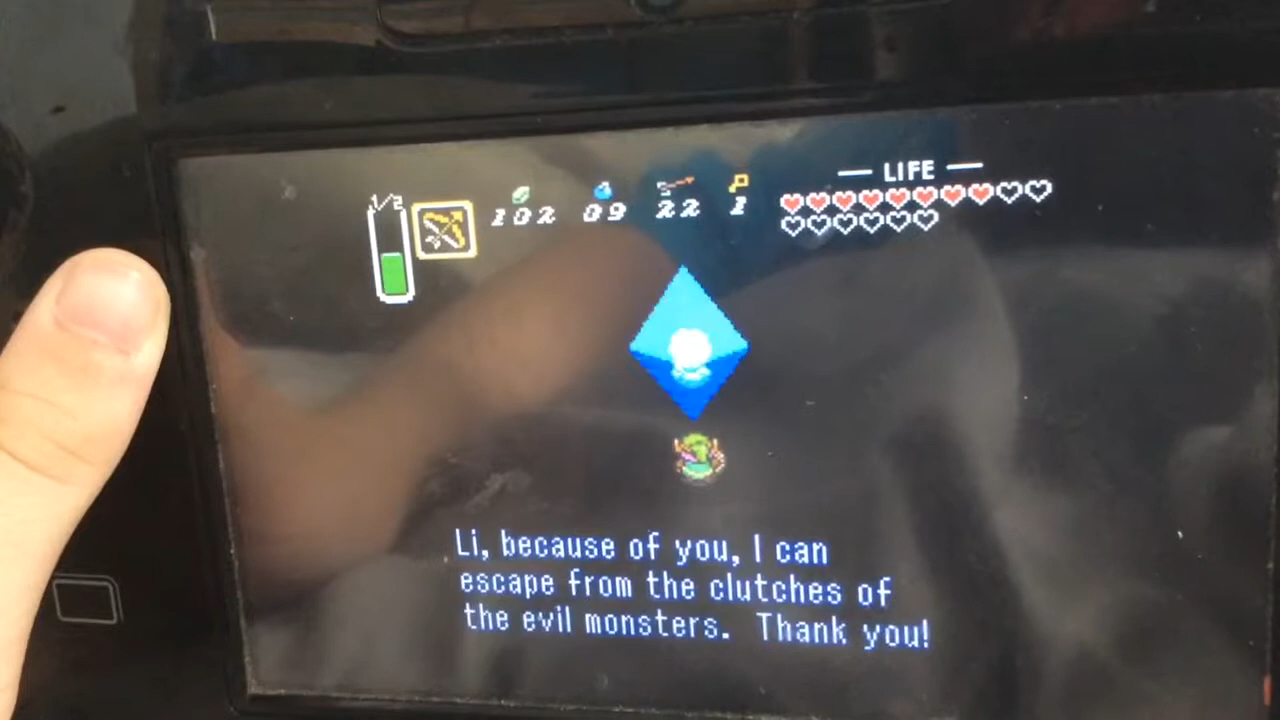 — LIFE —
1/2
102 09 22 1
Li, because of you, I can
escape from the clutches of
the evil monsters. Thank you!